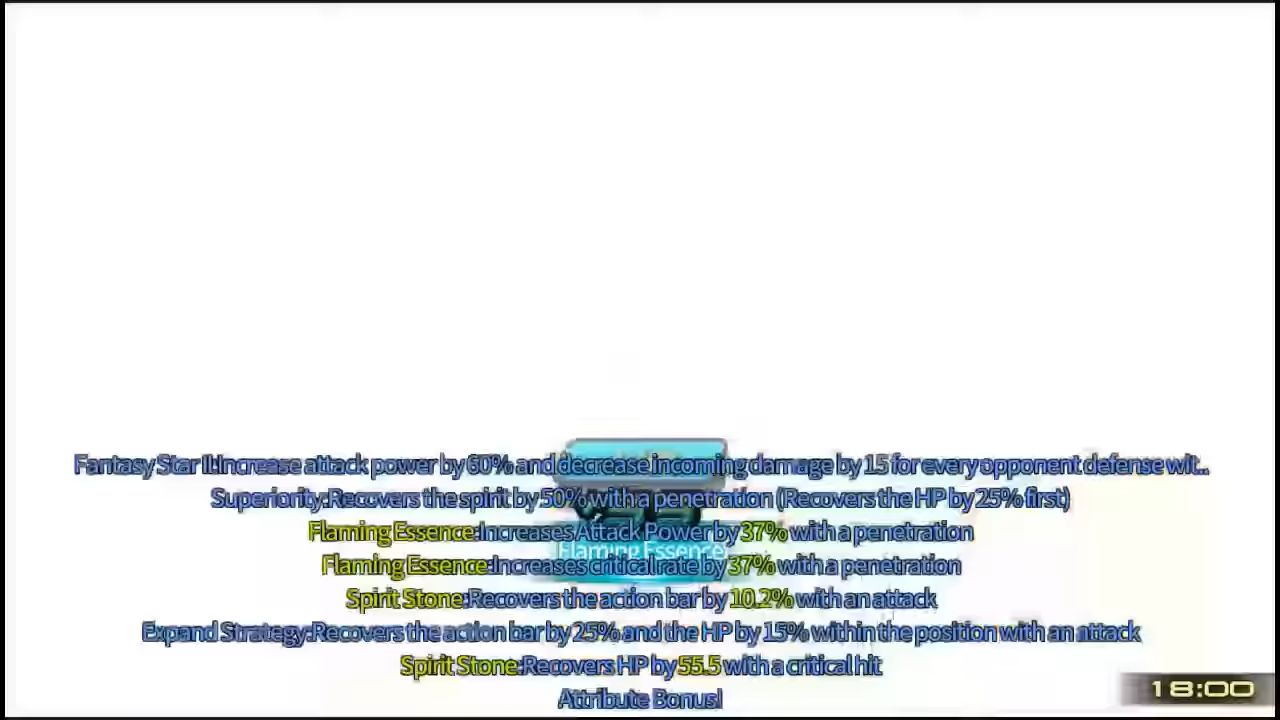 Fantasy Star II:Increase attack power by 60% and decrease incoming damage by 15 for every opponent defense wit..
Superiority:Recovers the spirit by 50% with a penetration (Recovers the HP by 25% first)
Flaming Essence:Increases Attack Power by 37% with a penetration
Flaming Essence
Flaming Essence:Increases critical rate by 37% with a penetration
Spirit Stone:Recovers the action bar by 10.2% with an attack
Expand Strategy:Recovers the action bar by 25% and the HP by 15% within the position with an attack
Spirit Stone:Recovers HP by 55.5 with a critical hit
Attribute Bonus!
18:00